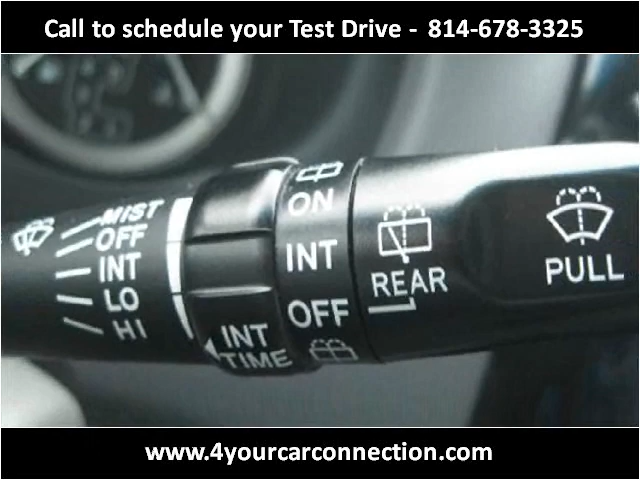 Call to schedule your Test Drive - 814-678-3325
MIST
OFF
INT
LO
HI
INT
TIME
ON
INT
OFF
REAR
PULL
www.4yourcarconnection.com